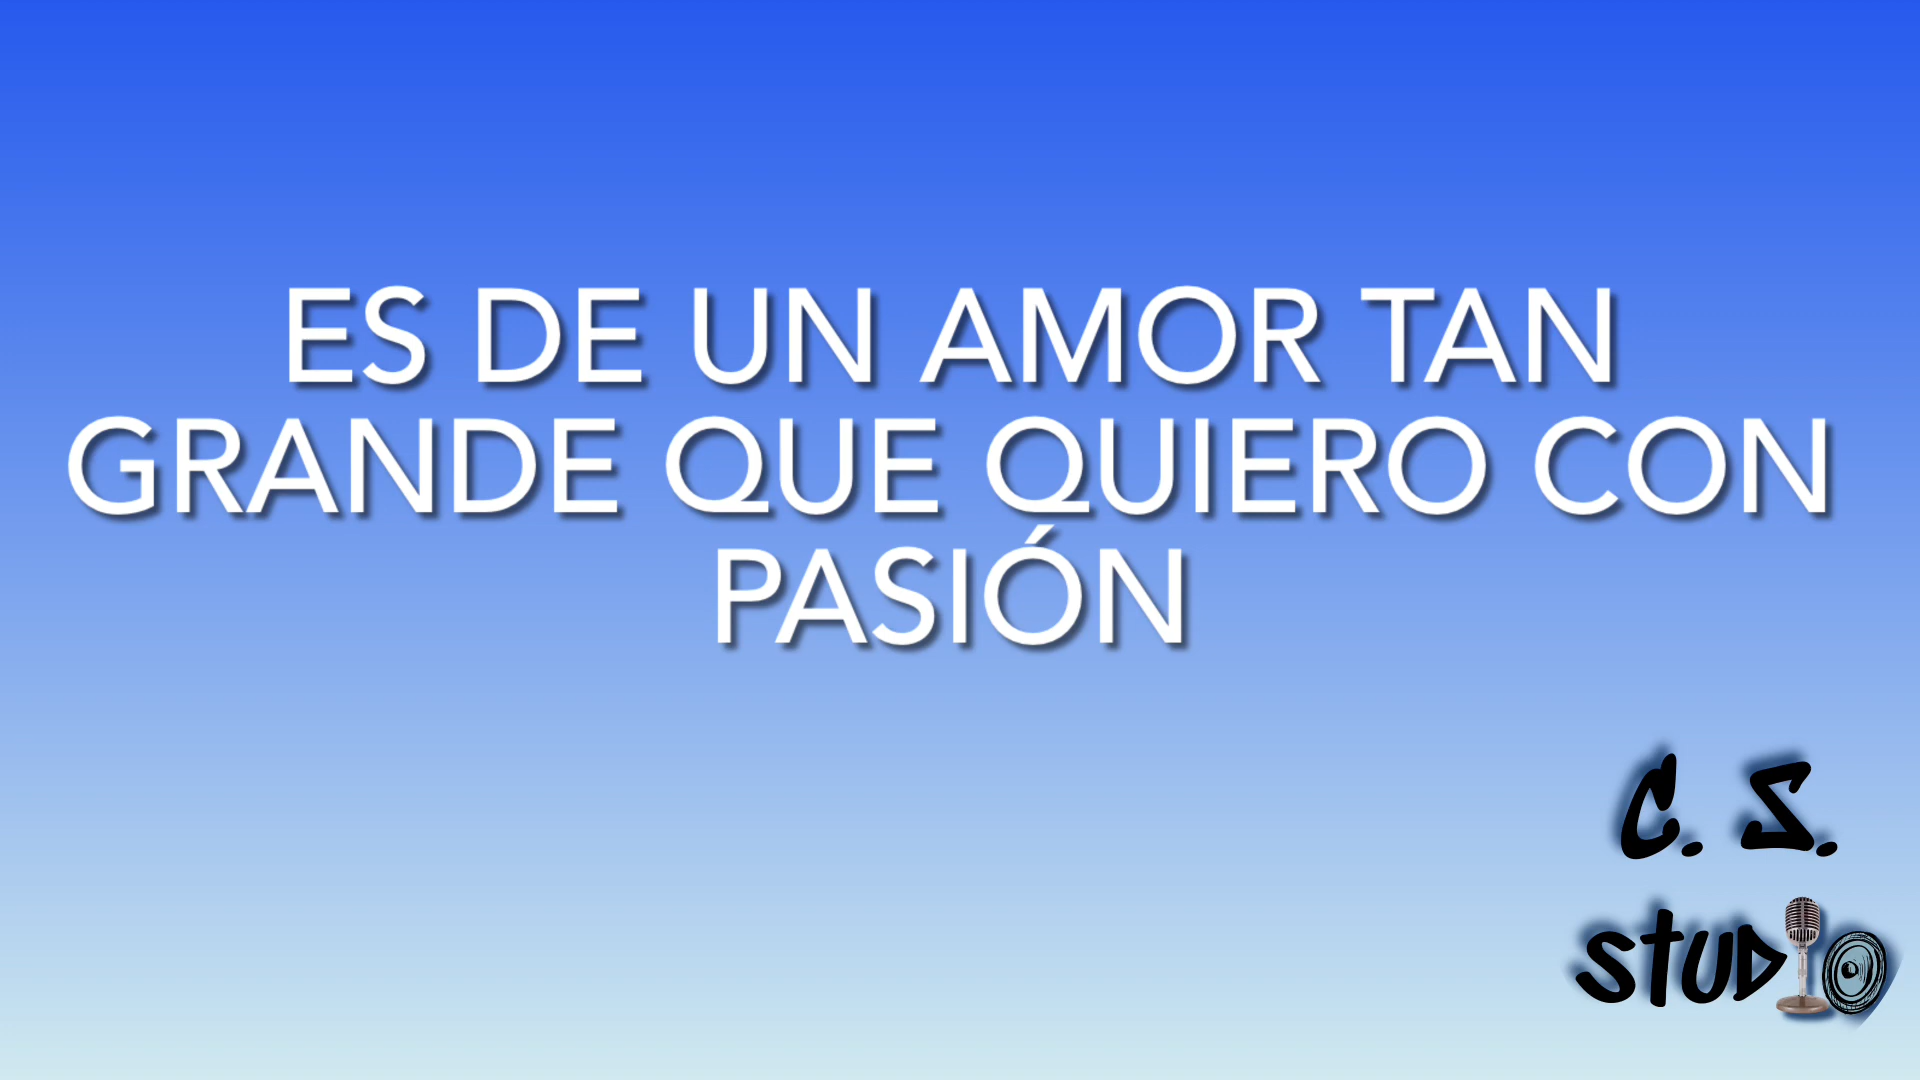 ES DE UN AMOR TAN
GRANDE QUE QUIERO CON
PASIÓN
C. S.
STUDIO